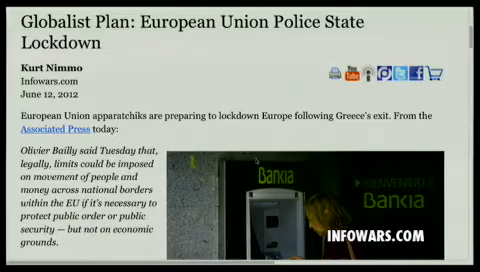 Globalist Plan: European Union Police State
Lockdown
Kurt Nimmo
Infowars.com
June 12, 2012
European Union apparatchiks are preparing to lockdown Europe following Greece's exit. From the
Associated Press today:
Olivier Bailly said Tuesday that,
legally, limits could be imposed
on movement of people and
money across national borders
within the EU if it's necessary to
protect public order or public
security — but not on economic
grounds.
Bankia
BIENVENIDO A
Bankia
INFOWARS.COM